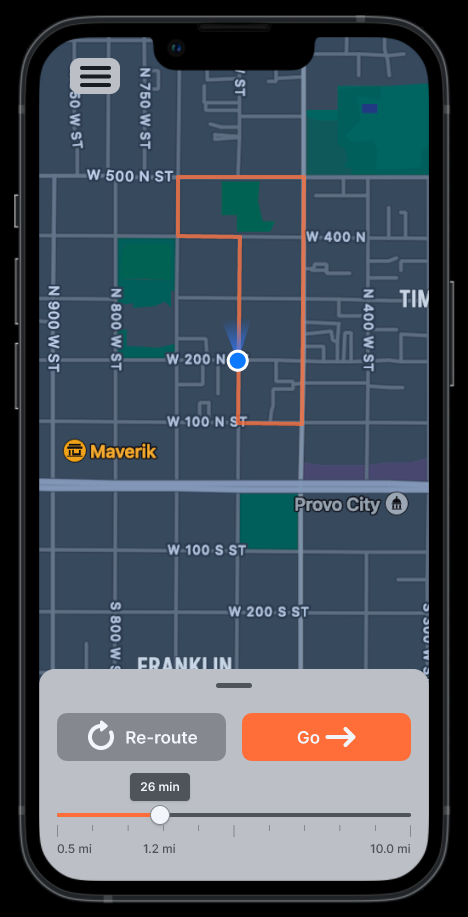 50 W ST
N 750 W ST
W ST
W 500 N ST
W 400 N
N 900 W ST
N 800 W ST
N 400 W ST
TIM
W 200 N
W 100 N ST
Maverik
Provo City
W 100 S ST
S 800 W S
W 200 S ST
FRANKLIN
Re-route
Go
26 min
0.5 mi
1.2 mi
10.0 mi